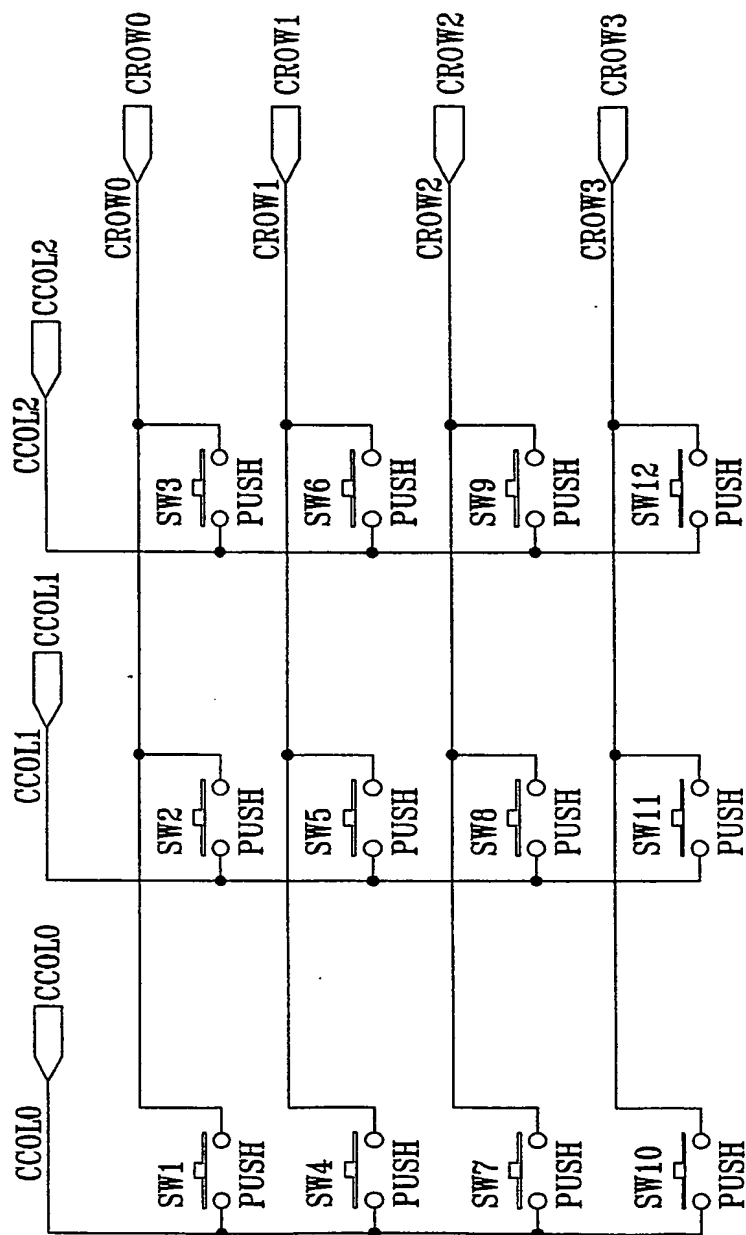 CCOL0 CCOL0
CCOL1 CCOL1
CCOL2 CCOL2
CROW0 CROW0
SW1
PUSH
SW2
PUSH
SW3
PUSH
CROW1 CROW1
SW4
PUSH
SW5
PUSH
SW6
PUSH
CROW2 CROW2
SW7
PUSH
SW8
PUSH
SW9
PUSH
CROW3 CROW3
SW10
PUSH
SW11
PUSH
SW12
PUSH